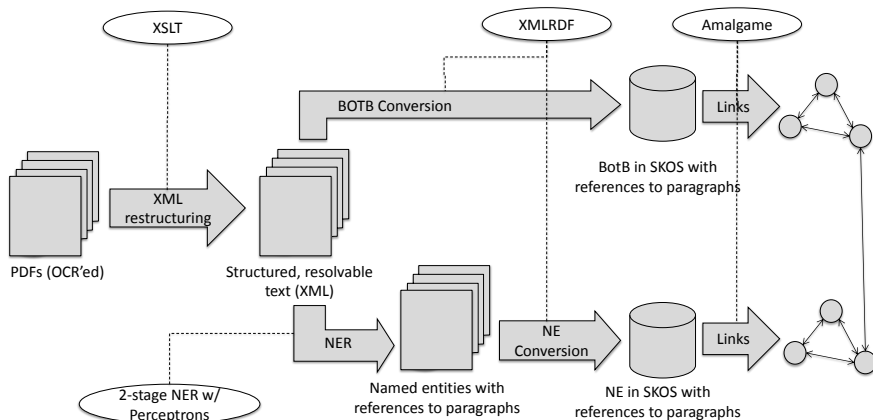 XSLT
XMLRDF
Amalgame
BOTB Conversion
Links
BotB in SKOS with
references to paragraphs
XML
restructuring
PDFs (OCR'ed)
Structured, resolvable
text (XML)
NER
NE
Conversion
Links
2-stage NER w/
Perceptrons
Named entities with
references to paragraphs
NE in SKOS with
references to paragraphs